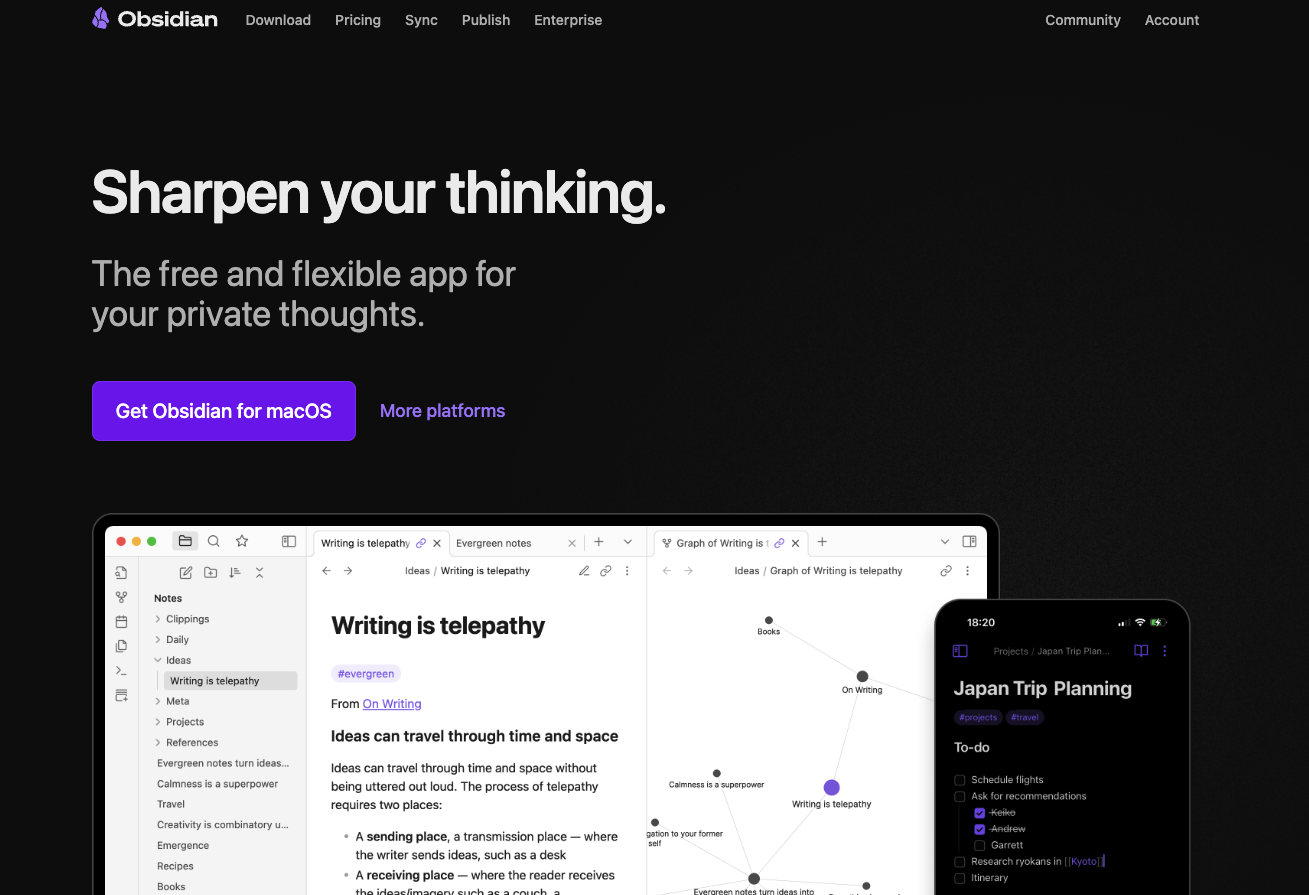 Obsidian Download Pricing Sync Publish Enterprise Community Account
Sharpen your thinking.
The free and flexible app for
your private thoughts.
Get Obsidian for macOS More platforms
Writing is telepathy Evergreen notes
Graph of Writing is
Ideas / Writing is telepathy
Ideas / Graph of Writing is telepathy
Notes
Clippings
Daily
Ideas
Writing is telepathy
Meta
Projects
References
Evergreen notes turn ideas...
Calmness is a superpower
Travel
Creativity is combinatory u...
Emergence
Recipes
Books
Writing is telepathy
#evergreen
From On Writing
Ideas can travel through time and space
Ideas can travel through time and space without
being uttered out loud. The process of telepathy
requires two places:
• A sending place, a transmission place — where
the writer sends ideas, such as a desk
• A receiving place — where the reader receives
the ideas/imagery such as a couch, a
Books
On Writing
Calmness is a superpower
Writing is telepathy
gation to your former
self
Evergreen notes turn ideas into
18:20
Projects / Japan Trip Plan...
Japan Trip Planning
#projects #travel
To-do
Schedule flights
Ask for recommendations
Keiko
Andrew
Garrett
Research ryokans in [[Kyoto]]
Itinerary